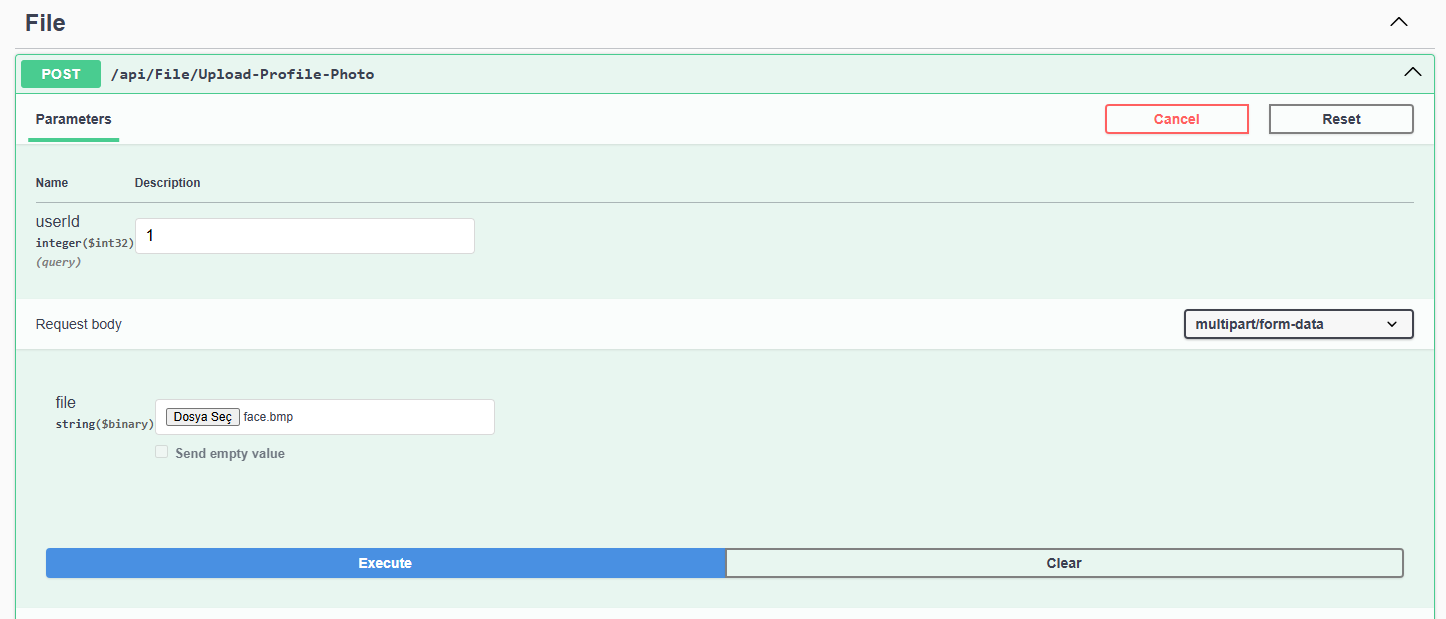 File
POST /api/File/Upload-Profile-Photo
Parameters Cancel Reset
Name Description
userId
integer($int32)
(query)
1
Request body multipart/form-data
file
string($binary)
Dosya Seç face.bmp
Send empty value
Execute Clear